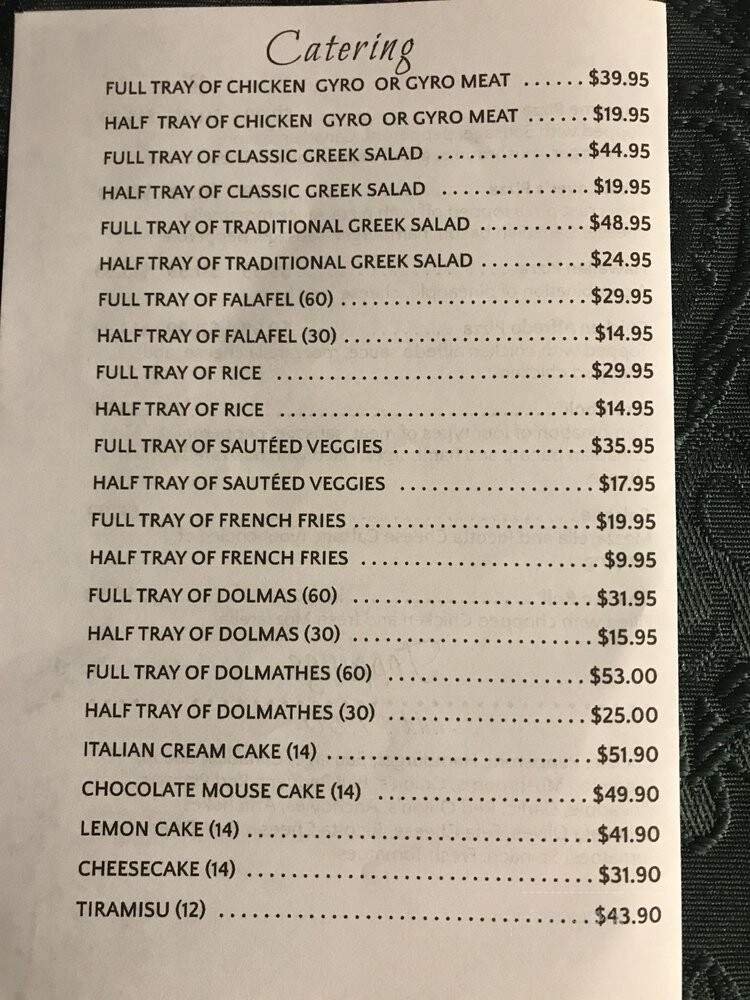 Catering
FULL TRAY OF CHICKEN GYRO OR GYRO MEAT ...... $39.95
HALF TRAY OF CHICKEN GYRO OR GYRO MEAT ...... $19.95
FULL TRAY OF CLASSIC GREEK SALAD .............. $44.95
HALF TRAY OF CLASSIC GREEK SALAD .............. $19.95
FULL TRAY OF TRADITIONAL GREEK SALAD .......... $48.95
HALF TRAY OF TRADITIONAL GREEK SALAD .......... $24.95
FULL TRAY OF FALAFEL (60) ........................ $29.95
HALF TRAY OF FALAFEL (30) ........................ $14.95
FULL TRAY OF RICE .............................. $29.95
HALF TRAY OF RICE .............................. $14.95
FULL TRAY OF SAUTÉED VEGGIES ................... $35.95
HALF TRAY OF SAUTÉED VEGGIES ................... $17.95
FULL TRAY OF FRENCH FRIES ....................... $19.95
HALF TRAY OF FRENCH FRIES ....................... $9.95
FULL TRAY OF DOLMAS (60) ....................... $31.95
HALF TRAY OF DOLMAS (30) ....................... $15.95
FULL TRAY OF DOLMATHES (60) ................... $53.00
HALF TRAY OF DOLMATHES (30) ................... $25.00
ITALIAN CREAM CAKE (14) ......................... $51.90
CHOCOLATE MOUSE CAKE (14) .................... $49.90
LEMON CAKE (14) ................................ $41.90
CHEESECAKE (14) ................................ $31.90
TIRAMISU (12) ................................... $43.90